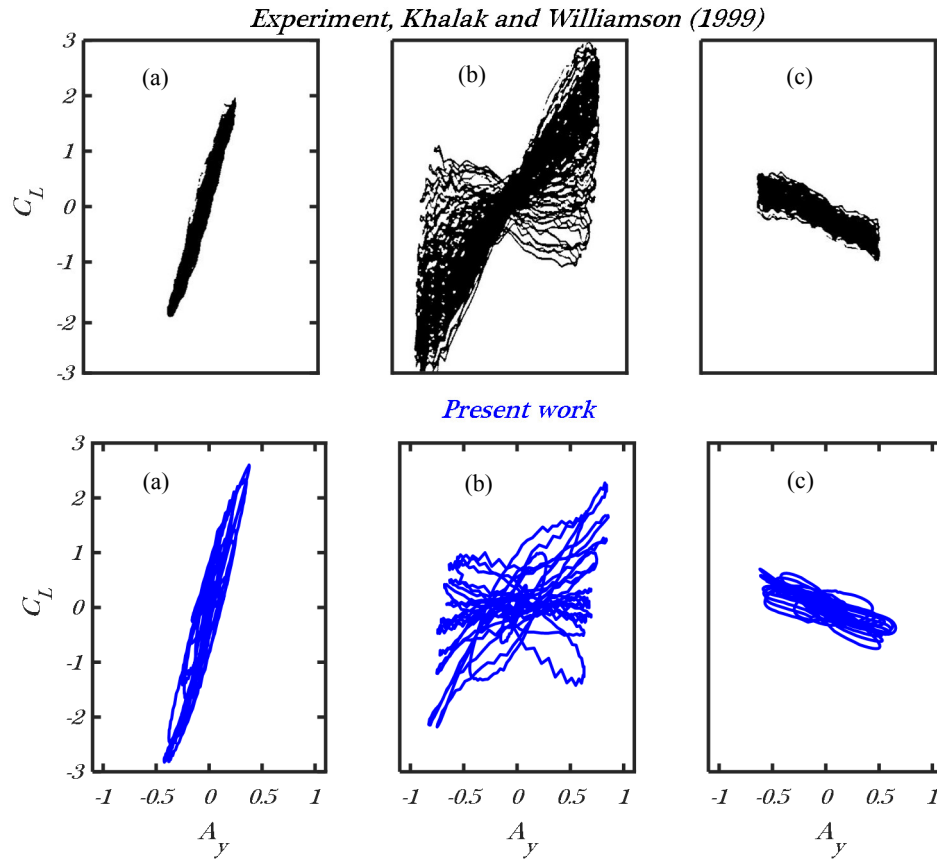 Experiment, Khalak and Williamson (1999)
3
2
1
0
-1
-2
-3
C_L
(a)
(b)
(c)
Present work
3
2
1
0
-1
-2
-3
C_L
(a)
(b)
(c)
-1 -0.5 0 0.5 1
-1 -0.5 0 0.5 1
-1 -0.5 0 0.5 1
A_y
A_y
A_y